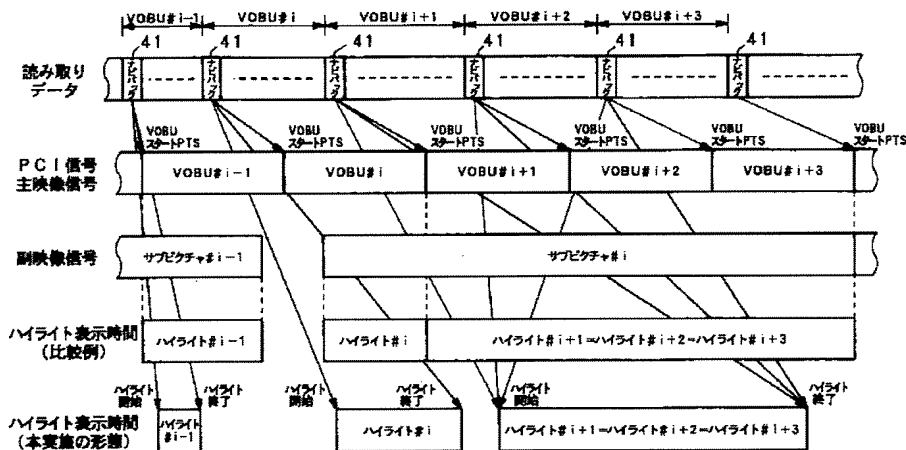 VOBU#i-1 VOBU#i VOBU#i+1 VOBU#i+2 VOBU#i+3
41 41 41 41 41 41
読み取り
データ
ナビパック ナビパック ナビパック ナビパック ナビパック ナビパック
VOBU
スタートPTS
VOBU
スタートPTS
VOBU
スタートPTS
VOBU
スタートPTS
VOBU
スタートPTS
VOBU
スタートPTS
PCI信号
主映像信号
VOBU#i-1 VOBU#i VOBU#i+1 VOBU#i+2 VOBU#i+3
副映像信号
サブピクチャ#i-1 サブピクチャ#i
ハイライト表示時間
(比較例)
ハイライト#i-1 ハイライト#i ハイライト#i+1=ハイライト#i+2=ハイライト#i+3
ハイライト
開始
ハイライト
終了
ハイライト
開始
ハイライト
終了
ハイライト
開始
ハイライト
終了
ハイライト表示時間
(本実施の形態)
ハイライト
#i-1
ハイライト#i
ハイライト#i+1=ハイライト#i+2=ハイライト#i+3